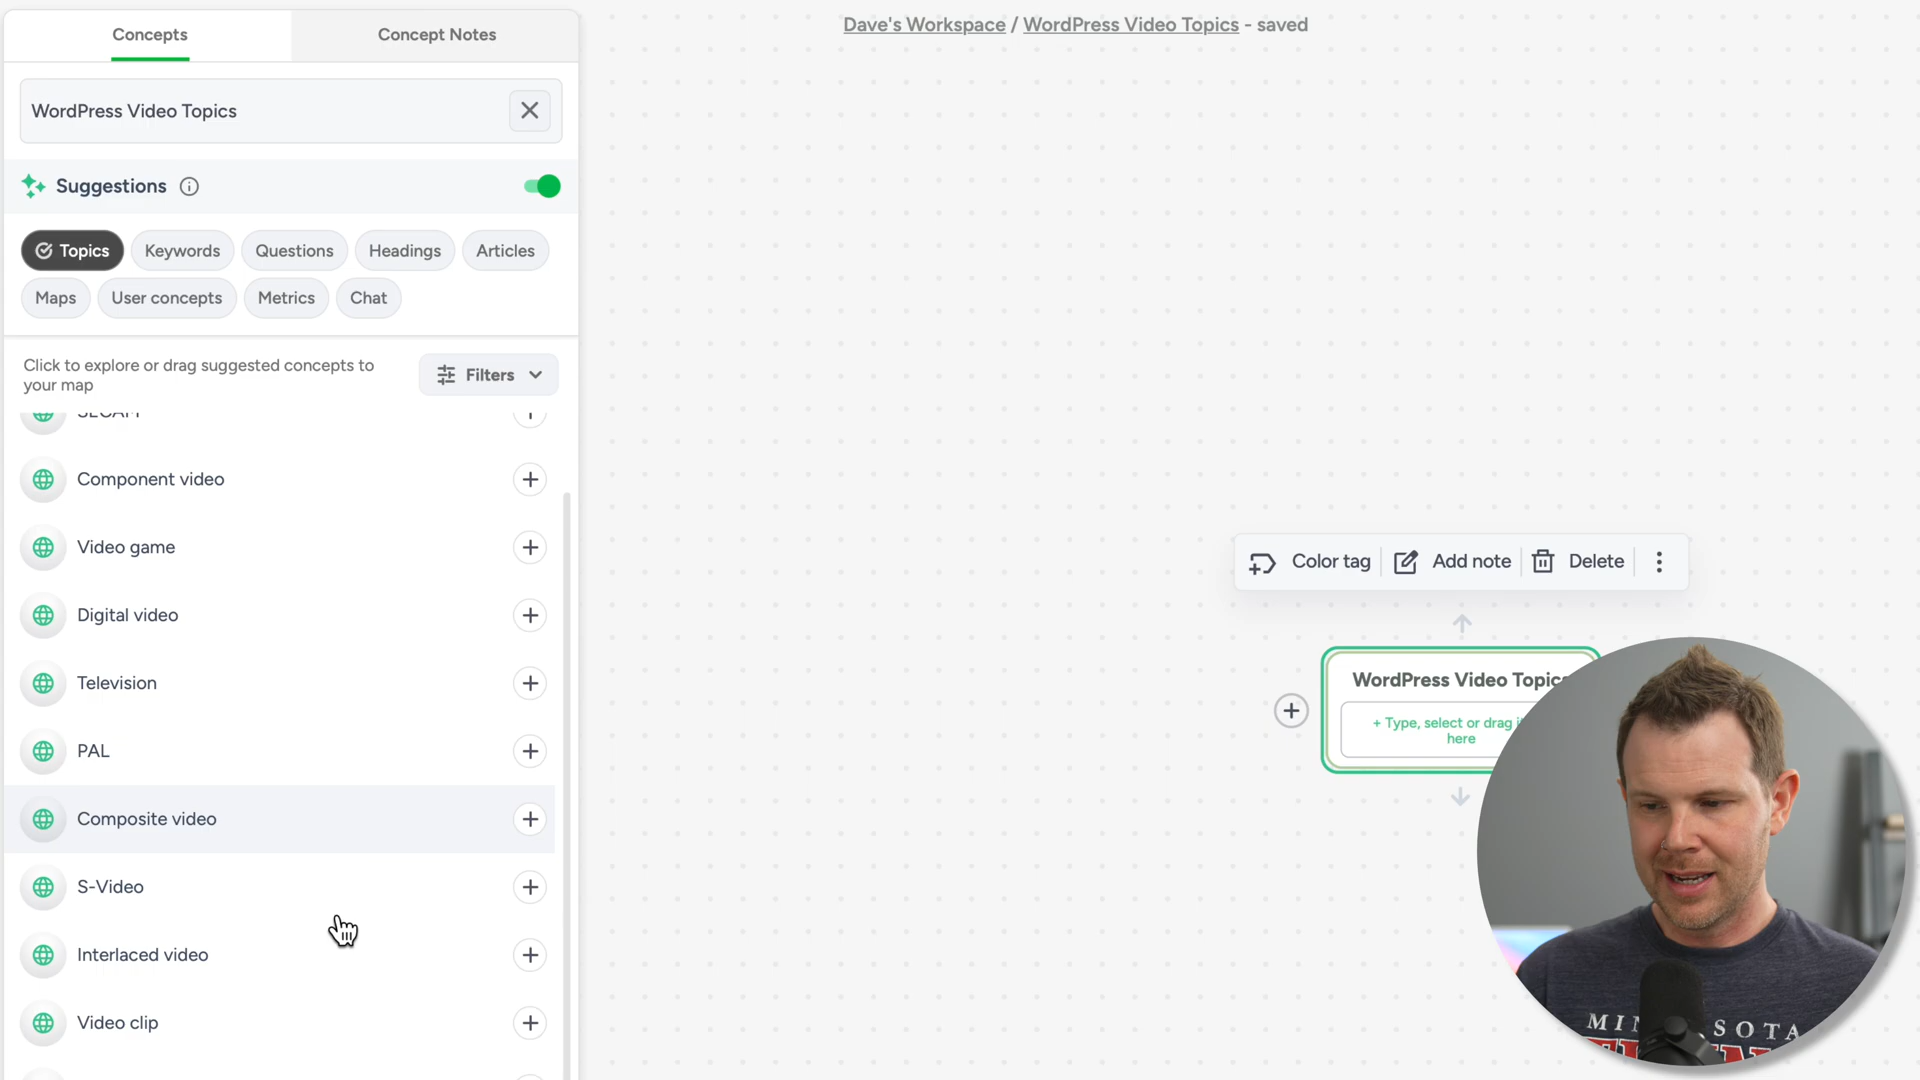 Concepts
Concept Notes
Dave's Workspace / WordPress Video Topics - saved
WordPress Video Topics
Suggestions
Topics
Keywords
Questions
Headings
Articles
Maps
User concepts
Metrics
Chat
Click to explore or drag suggested concepts to
your map
Filters
SECAM
Component video
Video game
Digital video
Television
PAL
Composite video
S-Video
Interlaced video
Video clip
Color tag
Add note
Delete
WordPress Video Topics
+ Type, select or drag
here